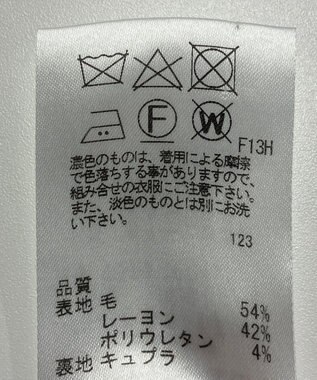 F
W
F13H
濃色のものは、着用による摩擦
で色落ちする事がありますので、
組み合せの衣服にご注意下さい。
また、淡色のものとは別にお洗
い下さい。
123
品質
表地 毛 54%
レーヨン 42%
ポリウレタン 4%
裏地 キュプラ